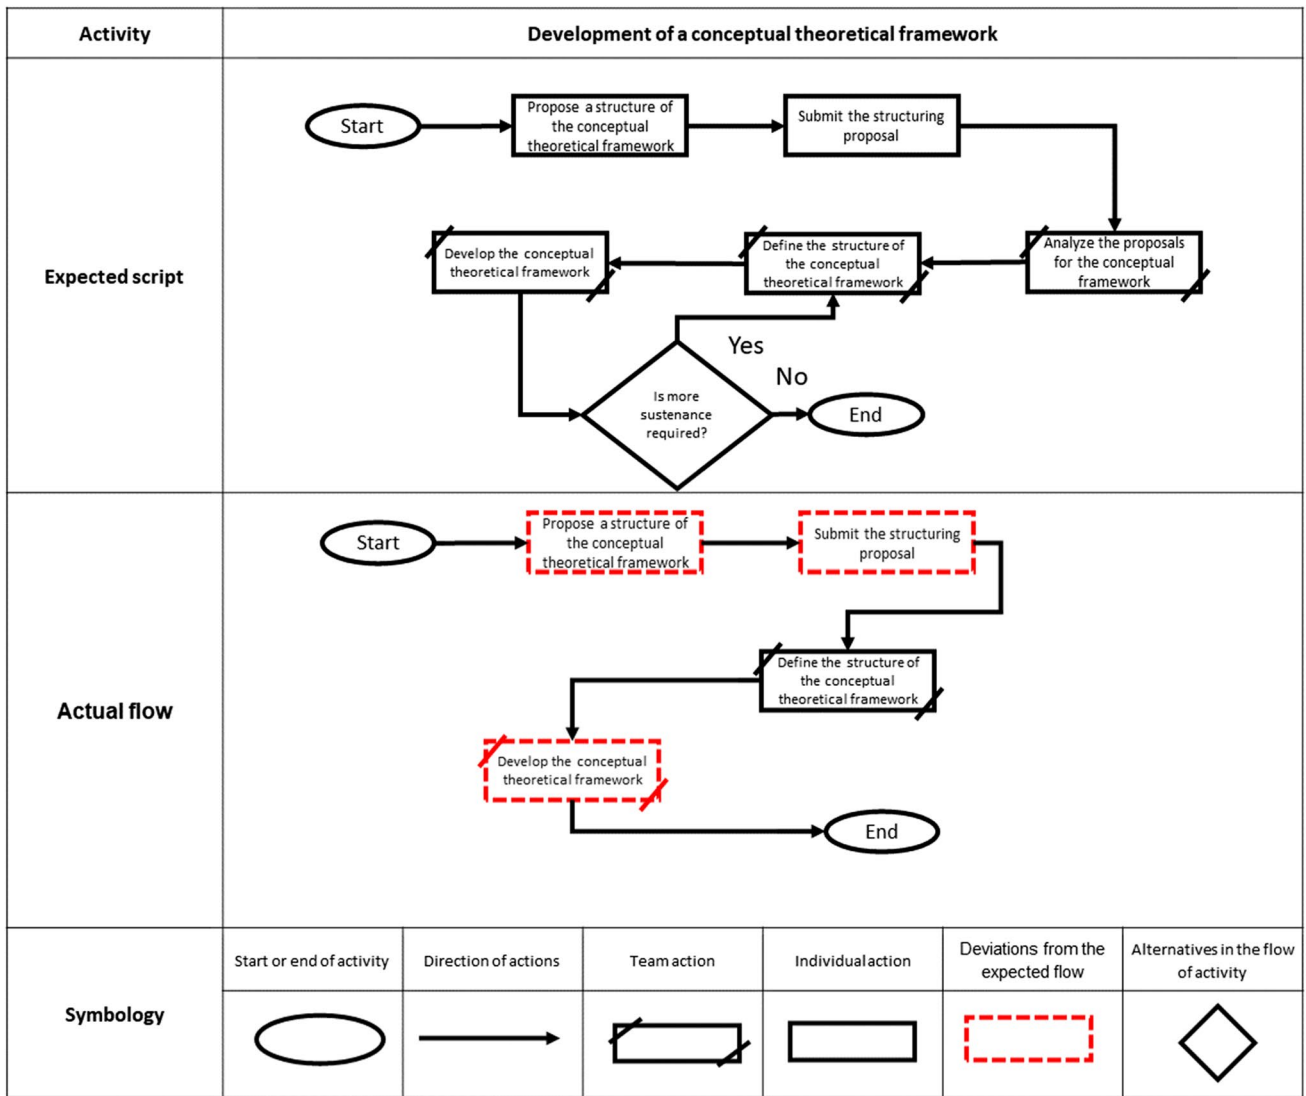 Activity
Development of a conceptual theoretical framework
Expected script
Start
Propose a structure of
the conceptual
theoretical framework
Submit the structuring
proposal
Develop the conceptual
theoretical framework
Define the structure of
the conceptual
theoretical framework
Analyze the proposals
for the conceptual
framework
Yes
No
Is more
sustenance
required?
End
Actual flow
Start
Propose a structure of
the conceptual
theoretical framework
Submit the structuring
proposal
Define the structure of
the conceptual
theoretical framework
Develop the conceptual
theoretical framework
End
Symbology
Start or end of activity
Direction of actions
Team action
Individual action
Deviations from the
expected flow
Alternatives in the flow
of activity